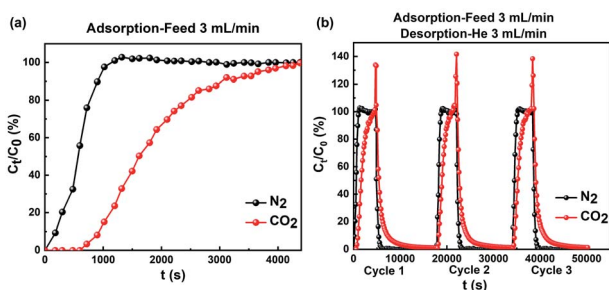 (a)
Adsorption-Feed 3 mL/min
Cₜ/C₀ (%)
100
80
60
40
20
0
N₂
CO₂
0 1000 2000 3000 4000
t (s)
(b)
Adsorption-Feed 3 mL/min
Desorption-He 3 mL/min
Cₜ/C₀ (%)
140
120
100
80
60
40
20
0
N₂
CO₂
0 10000 20000 30000 40000 50000
Cycle 1 Cycle 2 Cycle 3
t (s)